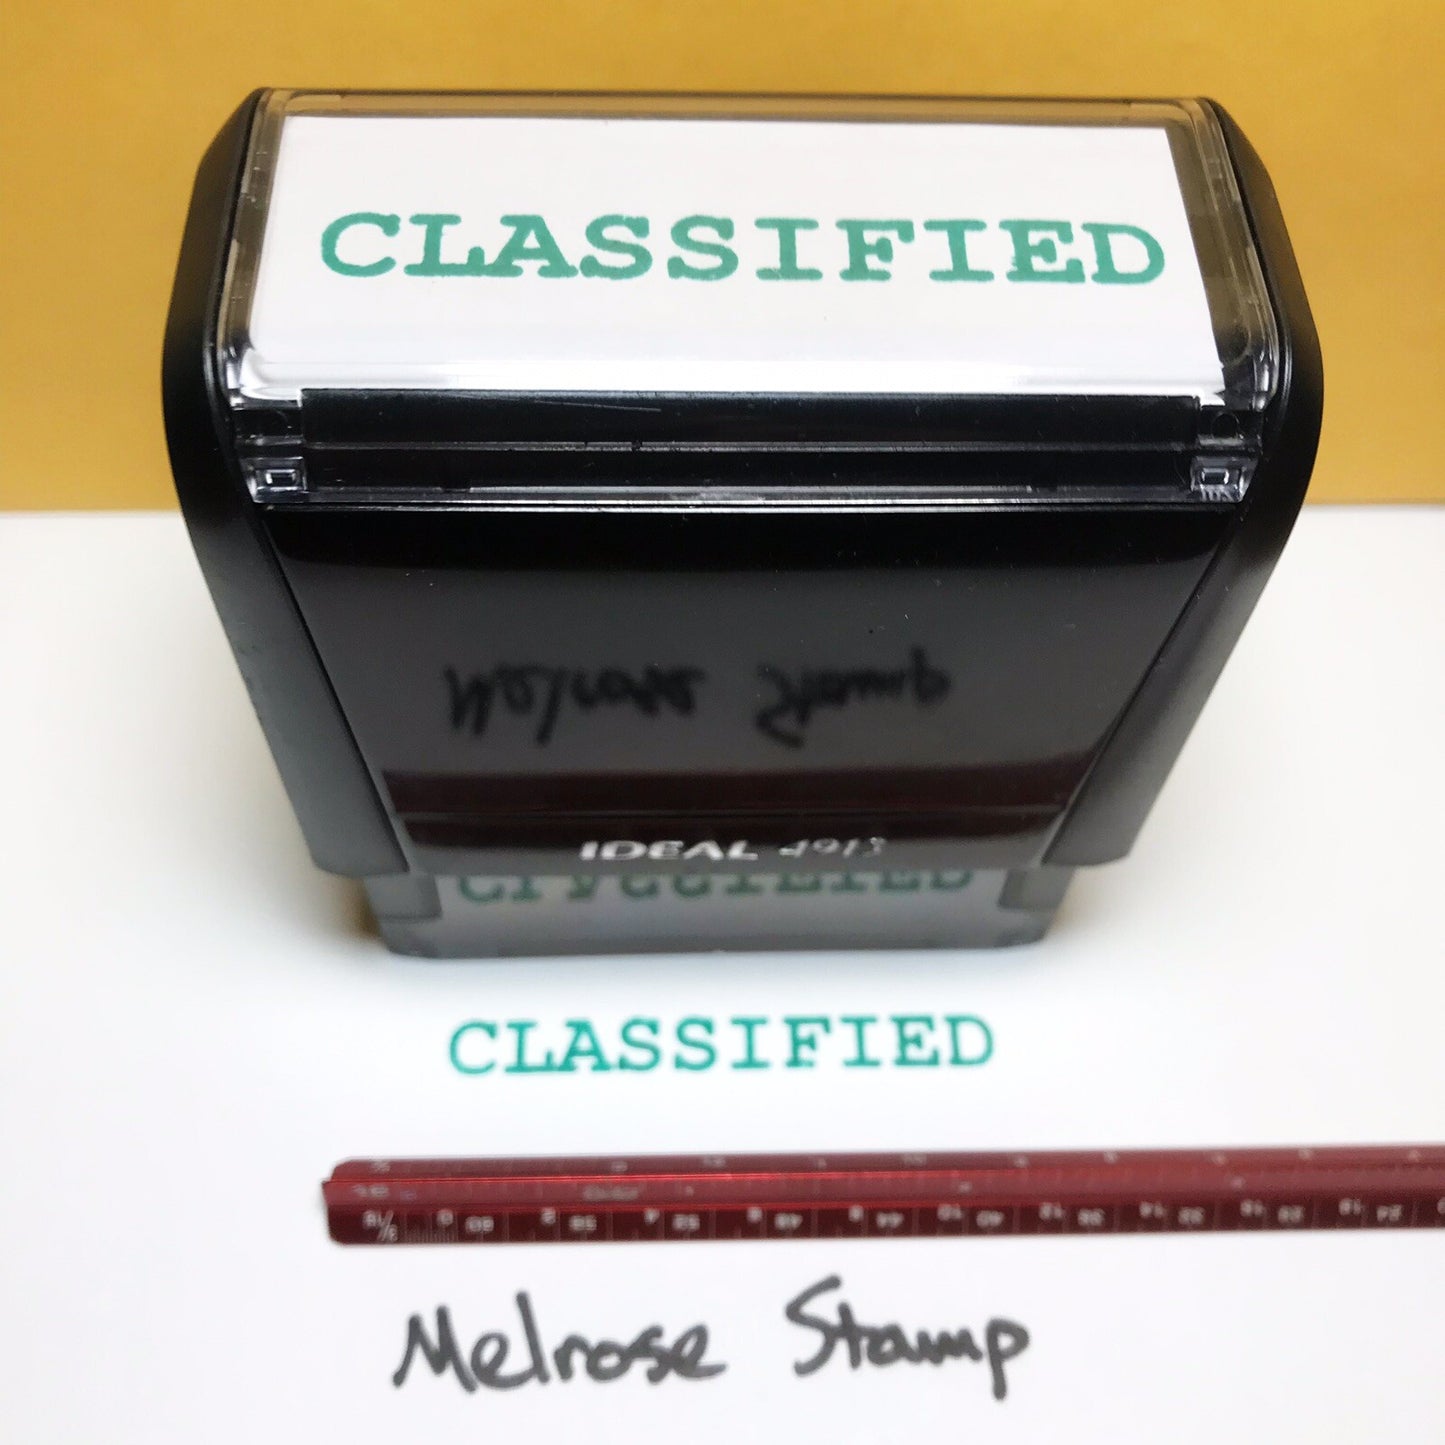 CLASSIFIED
IDEAL 4913
CLASSIFIED
Melrose Stamp